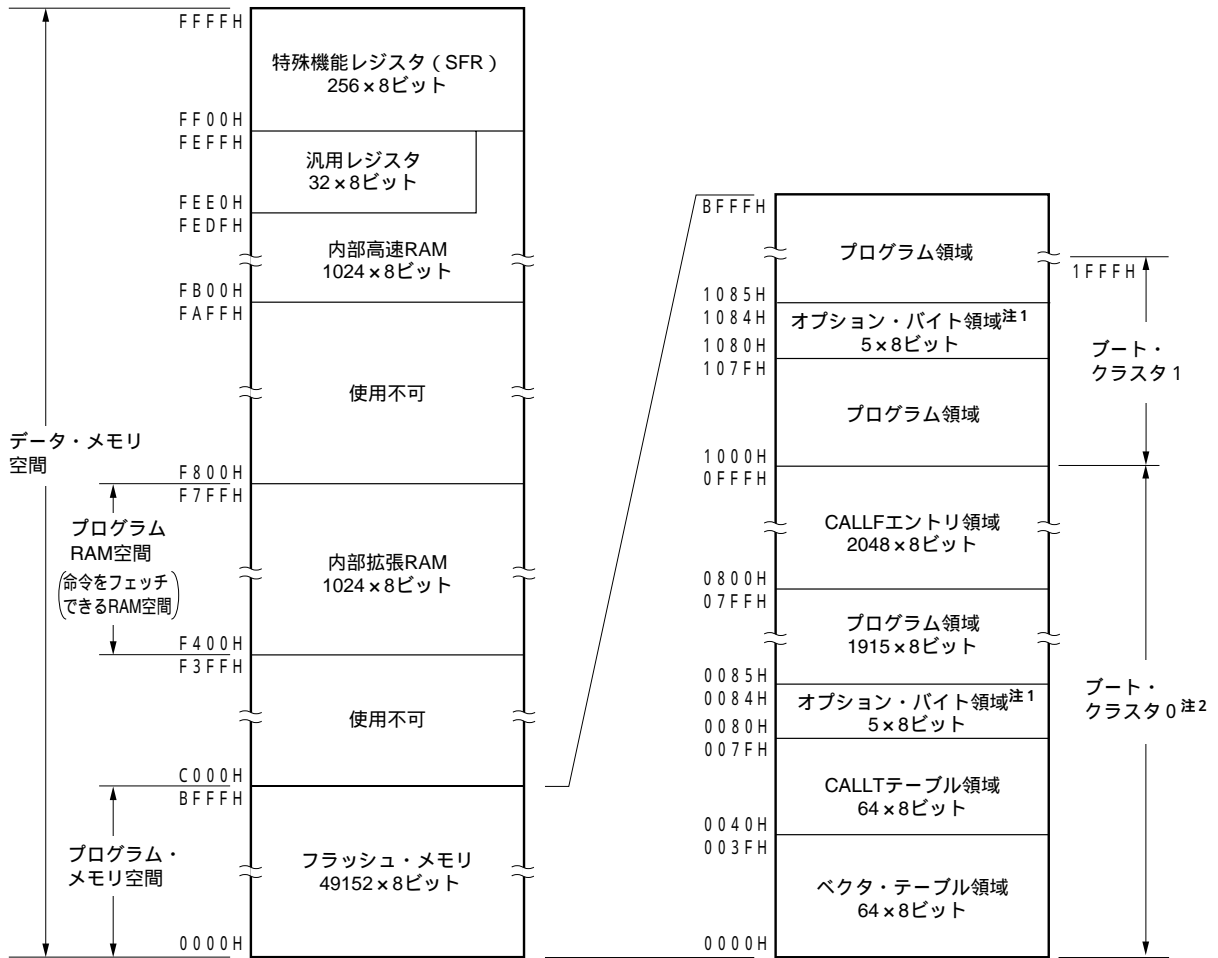 FFFFH
特殊機能レジスタ（SFR）
256×8ビット
FF00H
FEFFH
汎用レジスタ
32×8ビット
FEE0H
FEDFH
内部高速RAM
1024×8ビット
FB00H
FAFFH
使用不可
データ・メモリ
空間
F800H
F7FFH
プログラム
RAM空間
(命令をフェッチ
できるRAM空間)
内部拡張RAM
1024×8ビット
F400H
F3FFH
使用不可
C000H
BFFFH
プログラム・
メモリ空間
フラッシュ・メモリ
49152×8ビット
0000H
BFFFH
プログラム領域
1FFFH
1085H
1084H
オプション・バイト領域注1
5×8ビット
1080H
107FH
ブート・
クラスタ1
プログラム領域
1000H
0FFFH
CALLFエントリ領域
2048×8ビット
0800H
07FFH
プログラム領域
1915×8ビット
0085H
0084H
オプション・バイト領域注1
5×8ビット
0080H
007FH
ブート・
クラスタ0注2
CALLTテーブル領域
64×8ビット
0040H
003FH
ベクタ・テーブル領域
64×8ビット
0000H